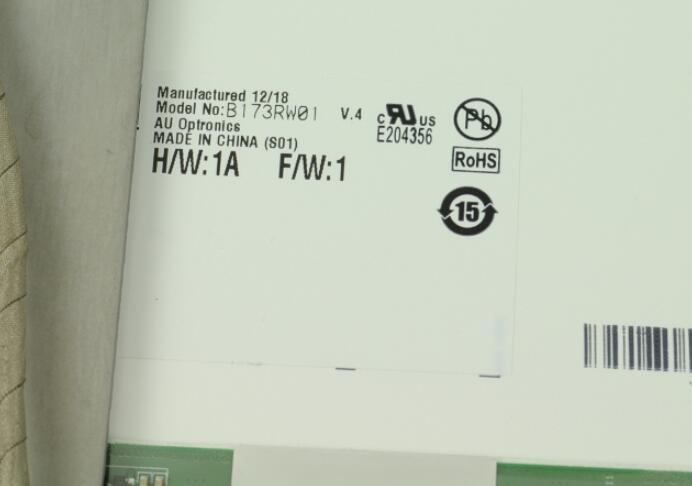 Manufactured 12/18
Model No:B173RW01 V.4
AU Optronics
MADE IN CHINA (S01)
H/W:1A F/W:1
c RU US
E204356
Pb
RoHS
15